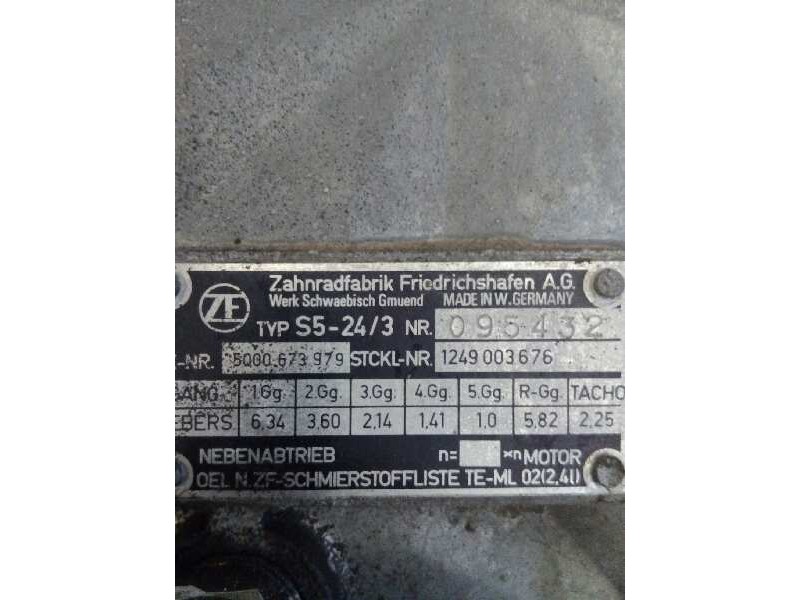 Zahnradfabrik Friedrichshafen A.G.
ZF Werk Schwaebisch Gmuend MADE IN W. GERMANY
TYP S5-24/3 NR. 095432
-NR. 5000.673 979 STCKL-NR. 1249 003 676
ANG 1.Gg. 2.Gg. 3.Gg. 4.Gg. 5.Gg. R-Gg. TACHO
EBERS 6,34 3,60 2,14 1,41 1.0 5,82 2,25
NEBENABTRIEB n= ×n MOTOR
OEL N. ZF-SCHMIERSTOFFLISTE TE-ML 02(2,4l)